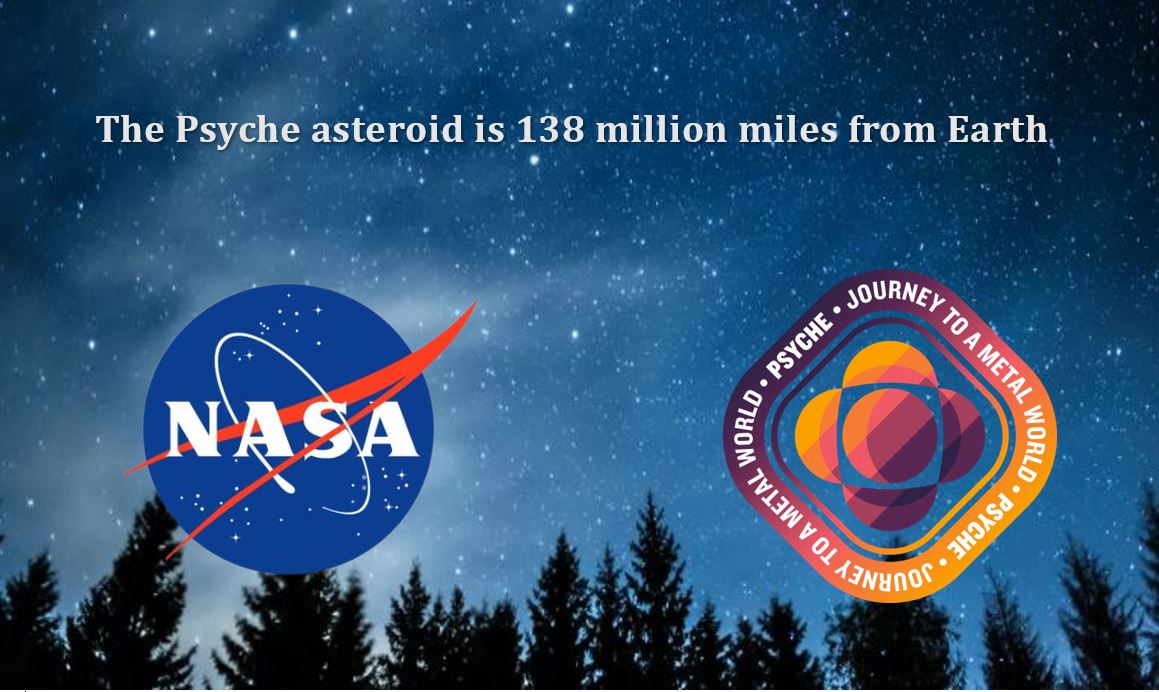 The Psyche asteroid is 138 million miles from Earth
NASA
PSYCHE • JOURNEY TO A METAL WORLD • PSYCHE • JOURNEY TO A METAL WORLD •